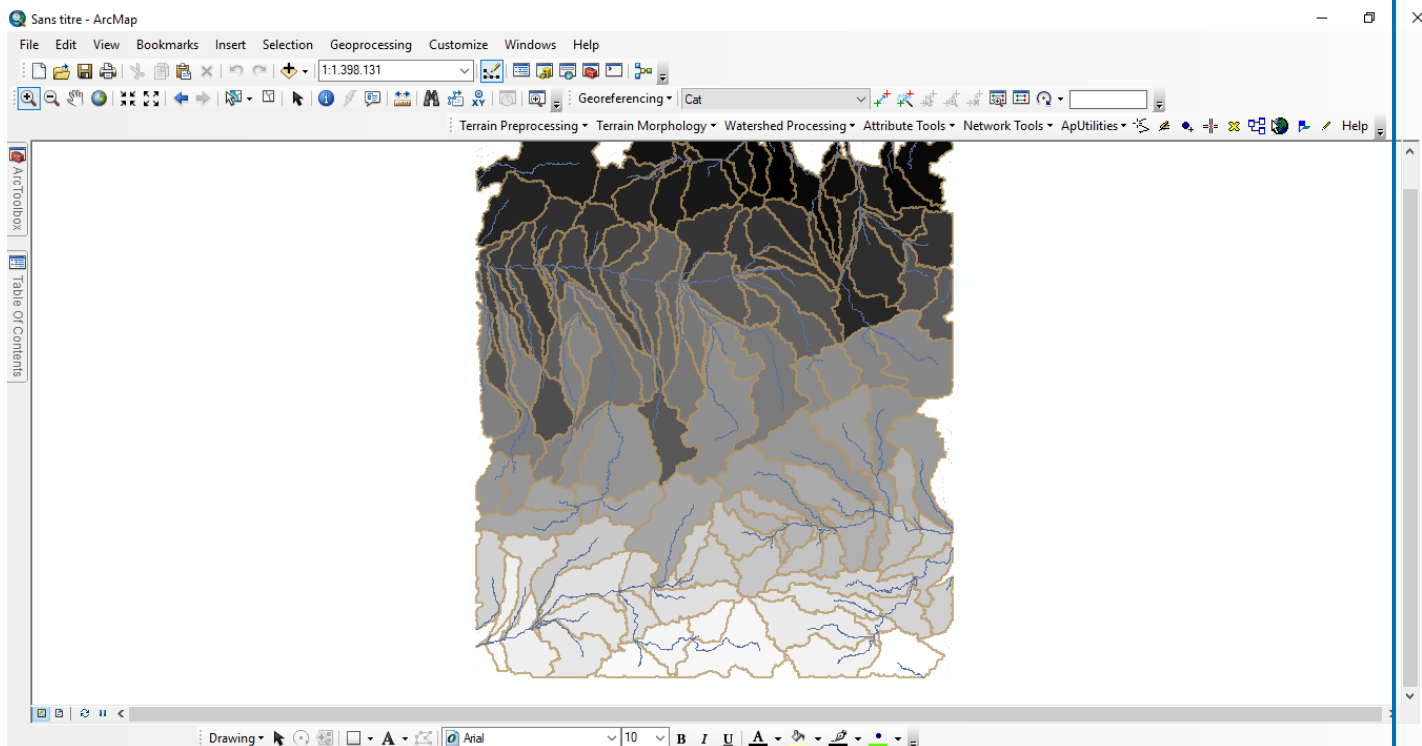 Sans titre - ArcMap
File Edit View Bookmarks Insert Selection Geoprocessing Customize Windows Help
1:1.398.131
Georeferencing Cat
Terrain Preprocessing Terrain Morphology Watershed Processing Attribute Tools Network Tools ApUtilities Help
ArcToolbox
Table Of Contents
Drawing A Arial 10 B I U A